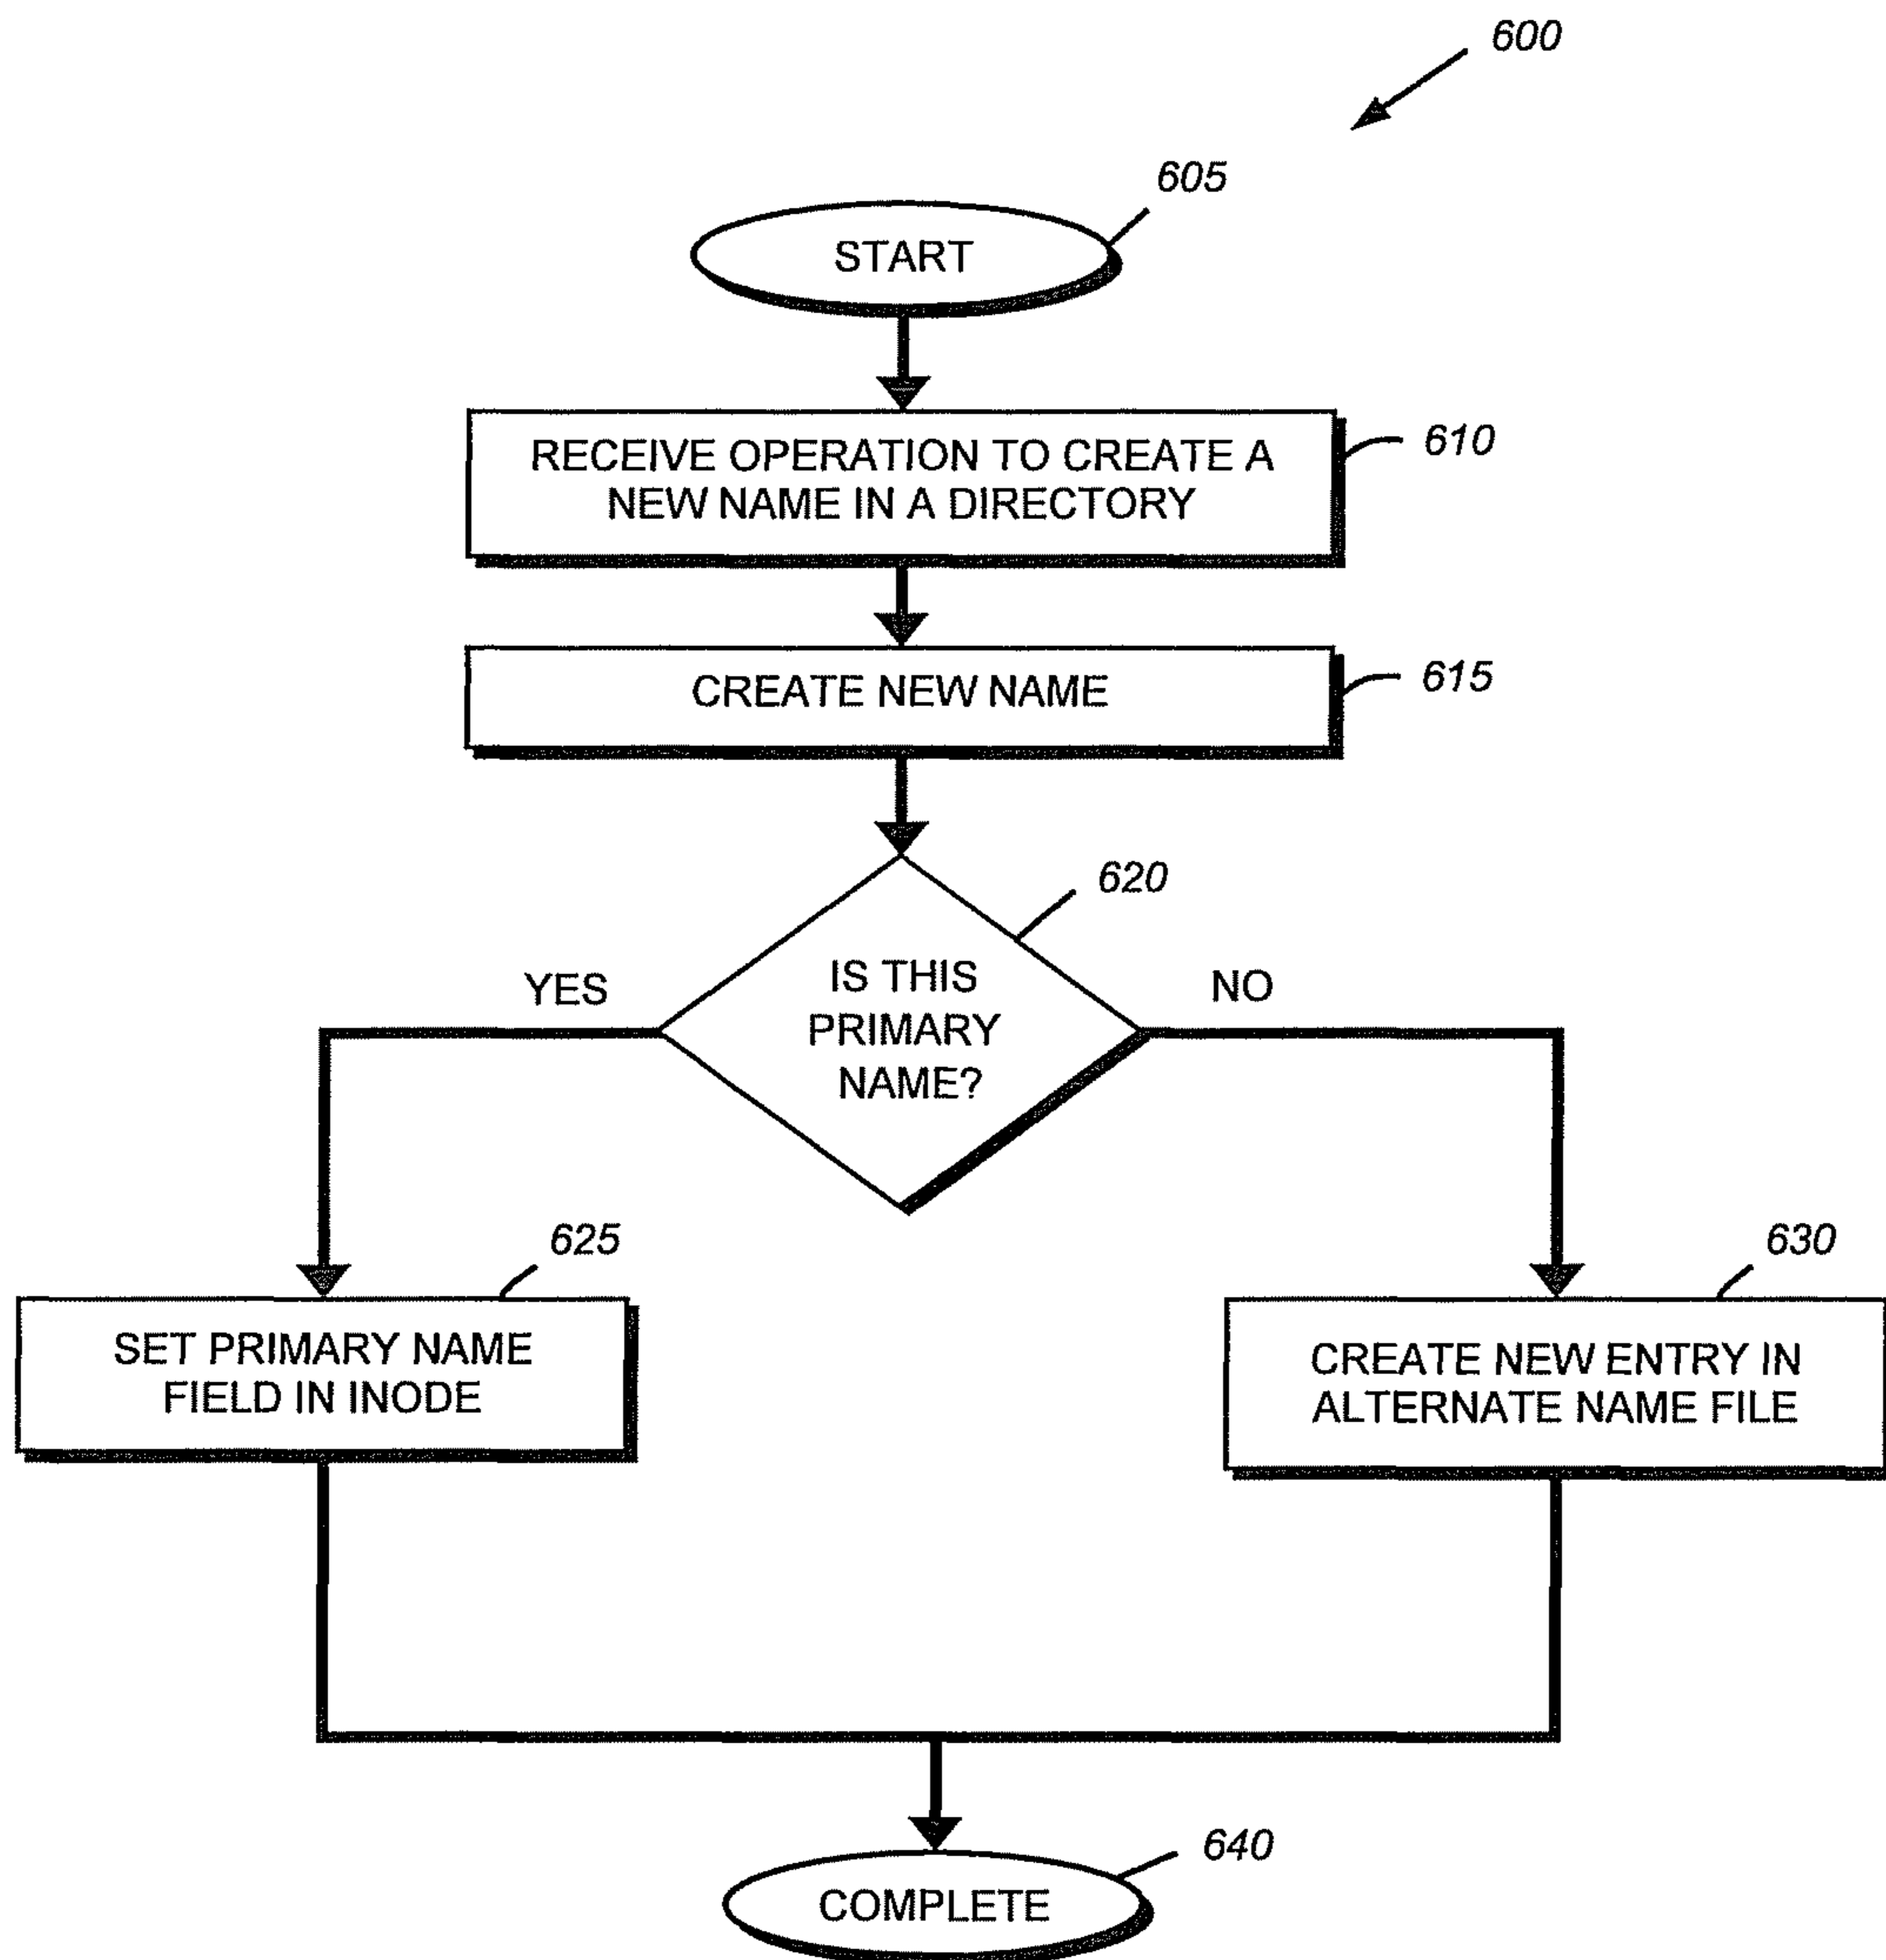 600
605
START
RECEIVE OPERATION TO CREATE A
NEW NAME IN A DIRECTORY
610
CREATE NEW NAME
615
620
IS THIS
PRIMARY
NAME?
YES
NO
625
SET PRIMARY NAME
FIELD IN INODE
630
CREATE NEW ENTRY IN
ALTERNATE NAME FILE
640
COMPLETE